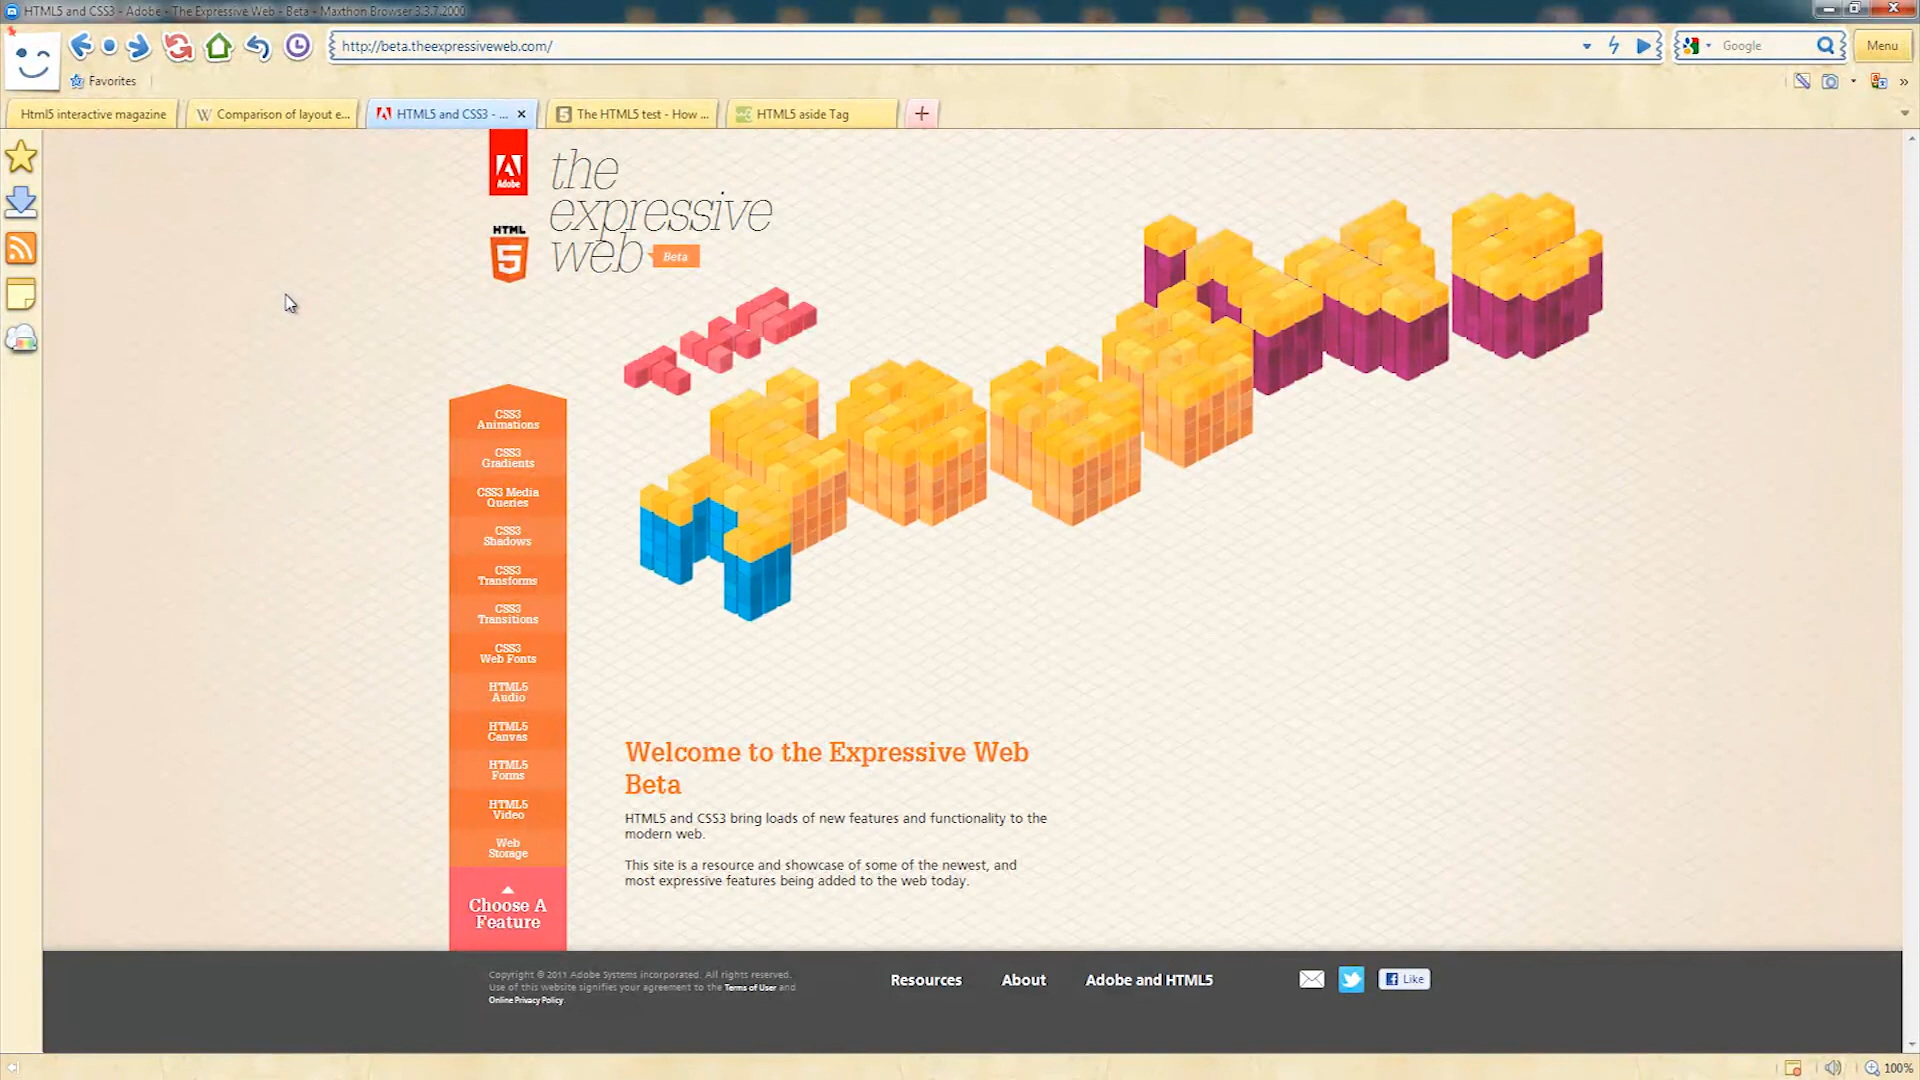 HTML5 and CSS3 - Adobe - The Expressive Web - Beta - Maxthon Browser 3.3.7.2000
http://beta.theexpressiveweb.com/
Google
Menu
Favorites
Html5 interactive magazine
Comparison of layout e...
HTML5 and CSS3 - ...
The HTML5 test - How ...
HTML5 aside Tag
Adobe
HTML
5
the
expressive
web
Beta
THE
CSS3
Animations
CSS3
Gradients
CSS3 Media
Queries
CSS3
Shadows
CSS3
Transforms
CSS3
Transitions
CSS3
Web Fonts
HTML5
Audio
HTML5
Canvas
HTML5
Forms
HTML5
Video
Web
Storage
Choose A
Feature
Welcome to the Expressive Web
Beta
HTML5 and CSS3 bring loads of new features and functionality to the
modern web.
This site is a resource and showcase of some of the newest, and
most expressive features being added to the web today.
Copyright © 2011 Adobe Systems incorporated. All rights reserved.
Use of this website signifies your agreement to the Terms of User and
Online Privacy Policy.
Resources
About
Adobe and HTML5
Like
100%